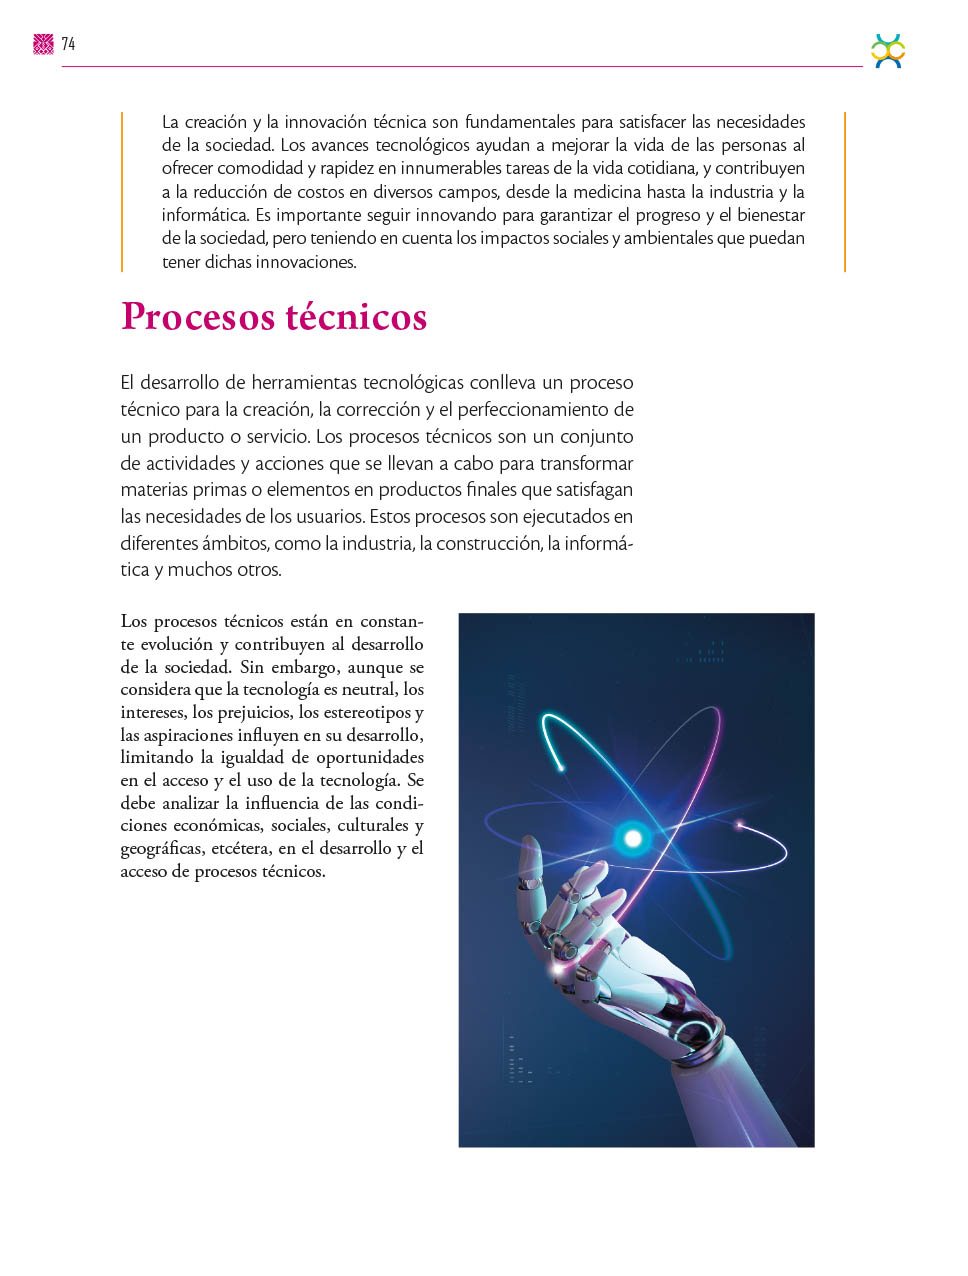 74
La creación y la innovación técnica son fundamentales para satisfacer las necesidades
de la sociedad. Los avances tecnológicos ayudan a mejorar la vida de las personas al
ofrecer comodidad y rapidez en innumerables tareas de la vida cotidiana, y contribuyen
a la reducción de costos en diversos campos, desde la medicina hasta la industria y la
informática. Es importante seguir innovando para garantizar el progreso y el bienestar
de la sociedad, pero teniendo en cuenta los impactos sociales y ambientales que puedan
tener dichas innovaciones.
Procesos técnicos
El desarrollo de herramientas tecnológicas conlleva un proceso
técnico para la creación, la corrección y el perfeccionamiento de
un producto o servicio. Los procesos técnicos son un conjunto
de actividades y acciones que se llevan a cabo para transformar
materias primas o elementos en productos finales que satisfagan
las necesidades de los usuarios. Estos procesos son ejecutados en
diferentes ámbitos, como la industria, la construcción, la informá-
tica y muchos otros.
Los procesos técnicos están en constan-
te evolución y contribuyen al desarrollo
de la sociedad. Sin embargo, aunque se
considera que la tecnología es neutral, los
intereses, los prejuicios, los estereotipos y
las aspiraciones influyen en su desarrollo,
limitando la igualdad de oportunidades
en el acceso y el uso de la tecnología. Se
debe analizar la influencia de las condi-
ciones económicas, sociales, culturales y
geográficas, etcétera, en el desarrollo y el
acceso de procesos técnicos.